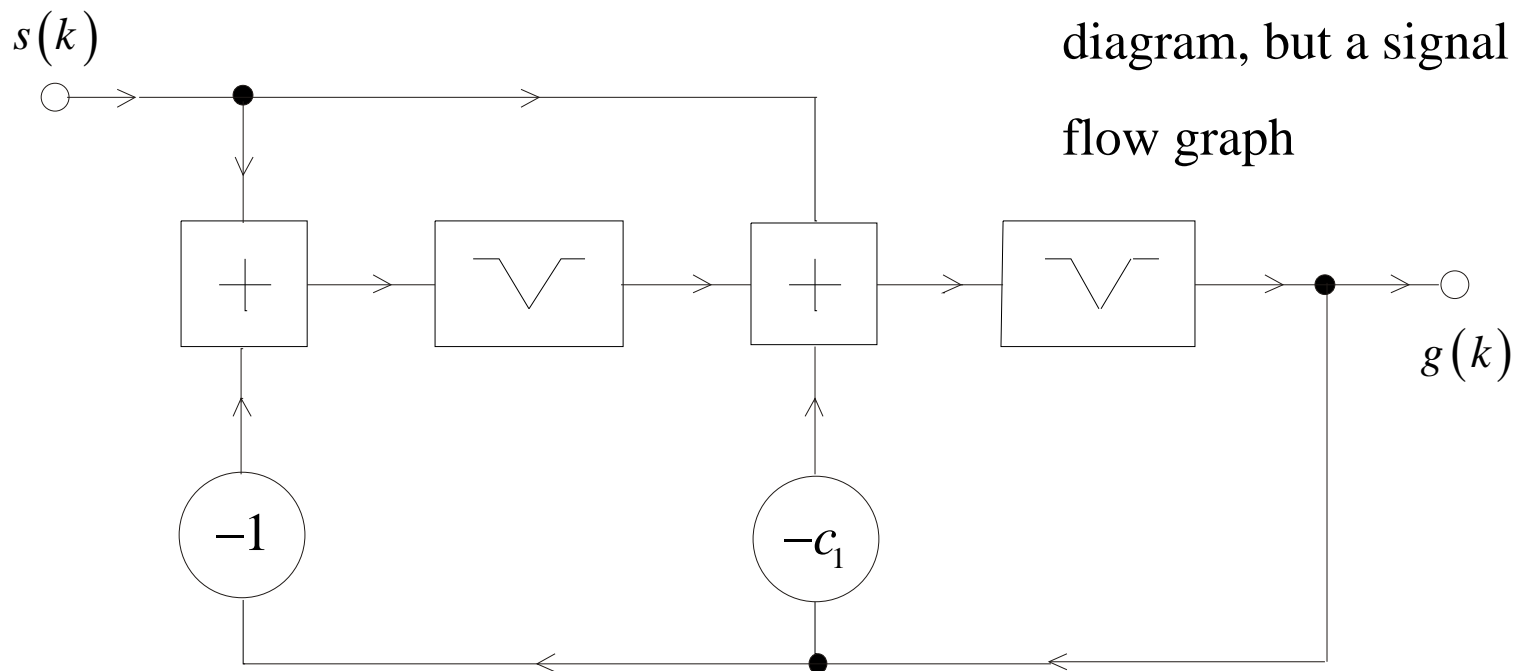 s(k)
diagram, but a signal
flow graph
+
+
g(k)
−1
−c₁